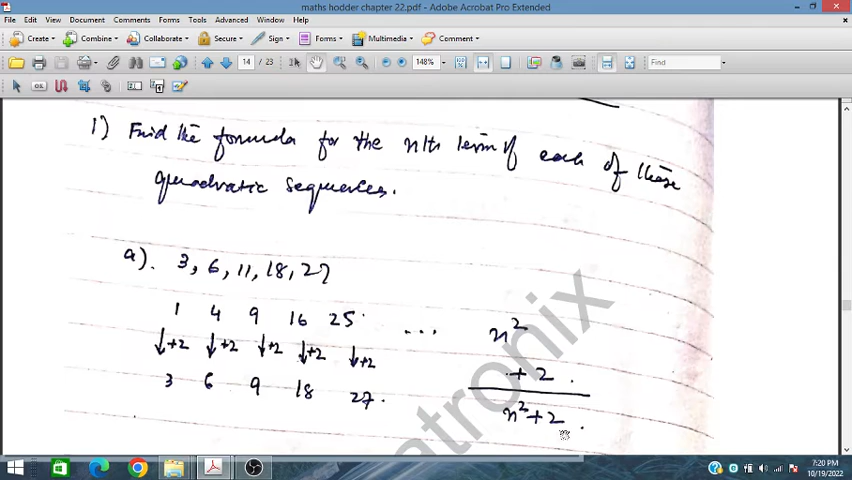 maths hodder chapter 22.pdf - Adobe Acrobat Pro Extended
File Edit View Document Comments Forms Tools Advanced Window Help
Create Combine Collaborate Secure Sign Forms Multimedia Comment
14 / 23 148% Find
1) Find the formula for the nth term of each of these
quadratic sequences.
a). 3, 6, 11, 18, 27
1 4 9 16 25 ... n²
↓+2 ↓+2 ↓+2 ↓+2 ↓+2 +2.
3 6 9 18 27. n²+2.
atronix
7:20 PM
10/19/2022